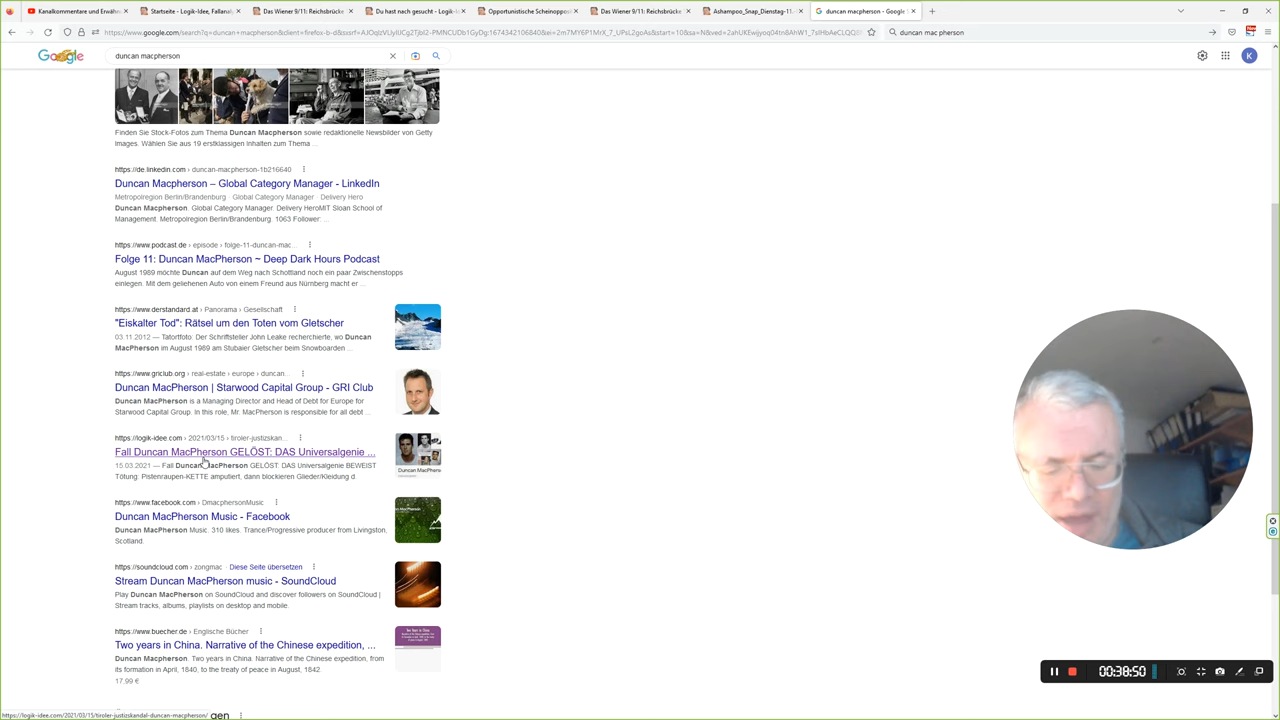 Kanalkommentare und Erwähnu
Startseite - Logik-Idee, Fallanaly
Das Wiener 9/11: Reichsbrücke
Du hast nach gesucht - Logik-Id
Opportunistische Scheinopposi
Das Wiener 9/11: Reichsbrücke
Ashampoo_Snap_Dienstag-11.
duncan macpherson - Google S
duncan mac pherson
Google
duncan macpherson
K
Finden Sie Stock-Fotos zum Thema Duncan Macpherson sowie redaktionelle Newsbilder von Getty
Images. Wählen Sie aus 19 erstklassigen Inhalten zum Thema ...
https://de.linkedin.com › duncan-macpherson-1b216640
Duncan Macpherson – Global Category Manager - LinkedIn
Metropolregion Berlin/Brandenburg · Global Category Manager · Delivery Hero
Duncan Macpherson. Global Category Manager. Delivery HeroMIT Sloan School of
Management. Metropolregion Berlin/Brandenburg. 1063 Follower: ...
https://www.podcast.de › episode › folge-11-duncan-mac...
Folge 11: Duncan MacPherson ~ Deep Dark Hours Podcast
August 1989 möchte Duncan auf dem Weg nach Schottland noch ein paar Zwischenstopps
einlegen. Mit dem geliehenen Auto von einem Freund aus Nürnberg macht er ...
https://www.derstandard.at › Panorama › Gesellschaft
"Eiskalter Tod": Rätsel um den Toten vom Gletscher
03.11.2012 — Tatortfoto: Der Schriftsteller John Leake recherchierte, wo Duncan
MacPherson im August 1989 am Stubaier Gletscher beim Snowboarden ...
https://www.griclub.org › real-estate › europe › duncan...
Duncan MacPherson | Starwood Capital Group - GRI Club
Duncan MacPherson is a Managing Director and Head of Debt for Europe for
Starwood Capital Group. In this role, Mr. MacPherson is responsible for all debt ...
https://logik-idee.com › 2021/03/15 › tiroler-justizskan...
Fall Duncan MacPherson GELÖST: DAS Universalgenie ...
15.03.2021 — Fall Duncan MacPherson GELÖST: DAS Universalgenie BEWEIST
Tötung: Pistenraupen-KETTE amputiert, dann blockieren Glieder/Kleidung d
Duncan MacPherso
https://www.facebook.com › DmacphersonMusic
Duncan MacPherson Music - Facebook
Duncan MacPherson Music. 310 likes. Trance/Progressive producer from Livingston,
Scotland.
https://soundcloud.com › zongmac · Diese Seite übersetzen
Stream Duncan MacPherson music - SoundCloud
Play Duncan MacPherson on SoundCloud and discover followers on SoundCloud |
Stream tracks, albums, playlists on desktop and mobile.
https://www.buecher.de › Englische Bücher
Two years in China. Narrative of the Chinese expedition, ...
Duncan Macpherson. Two years in China. Narrative of the Chinese expedition, from
its formation in April, 1840, to the treaty of peace in August, 1842.
17,99 €
00:38:50
https://logik-idee.com/2021/03/15/tiroler-justizskandal-duncan-macpherson/